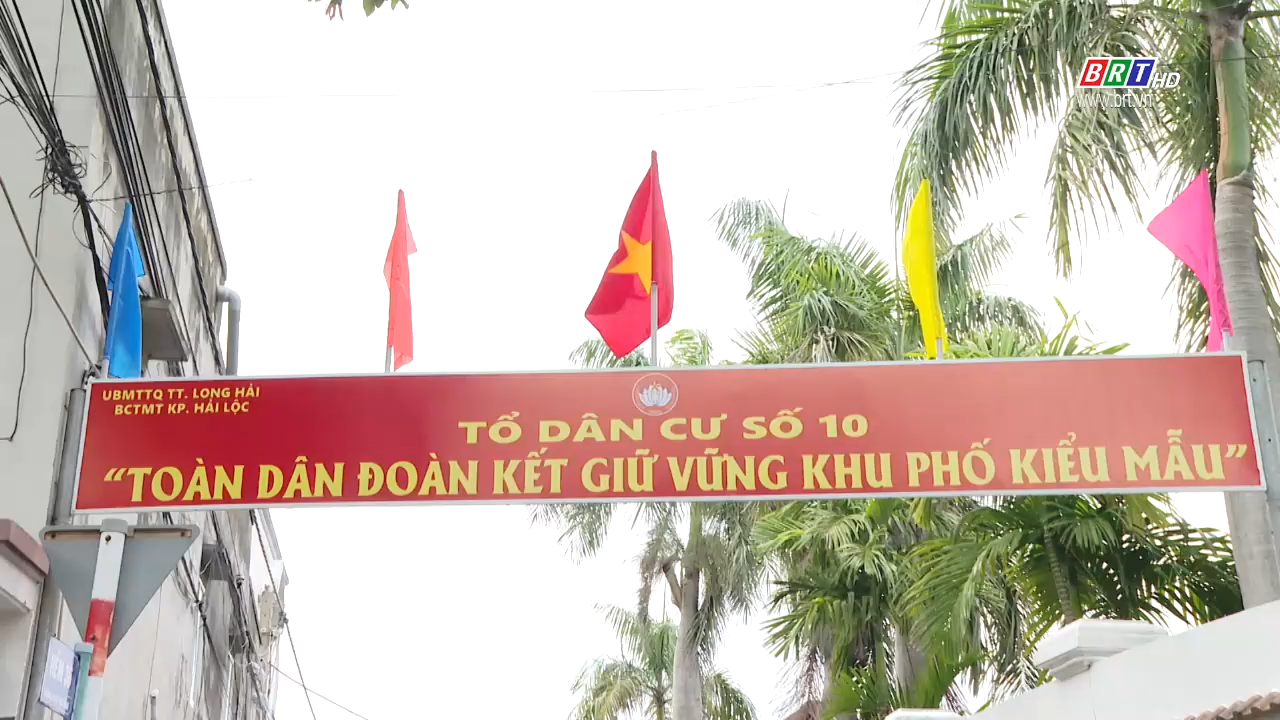 BRT HD
www.brt.vn
UBMTTQ TT. LONG HẢI
BCTMT KP. HẢI LỘC
TỔ DÂN CƯ SỐ 10
“TOÀN DÂN ĐOÀN KẾT GIỮ VỮNG KHU PHỐ KIỂU MẪU”